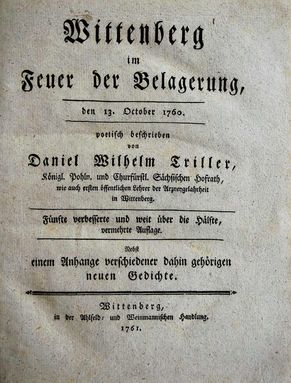 Wittenberg
im
Feuer der Belagerung,
den 13. October 1760.
poetisch beschrieben
von
Daniel Wilhelm Triller,
Königl. Pohln. und Churfürstl. Sächsischen Hofrath,
wie auch ersten öffentlichen Lehrer der Arzneygelahrheit
in Wittenberg.
Fünfte verbesserte und weit über die Hälfte,
vermehrte Auflage.
Nebst
einem Anhange verschiedener dahin gehörigen
neuen Gedichte.
Wittenberg,
in der Ahlfeld- und Weinmannischen Handlung.
1761.